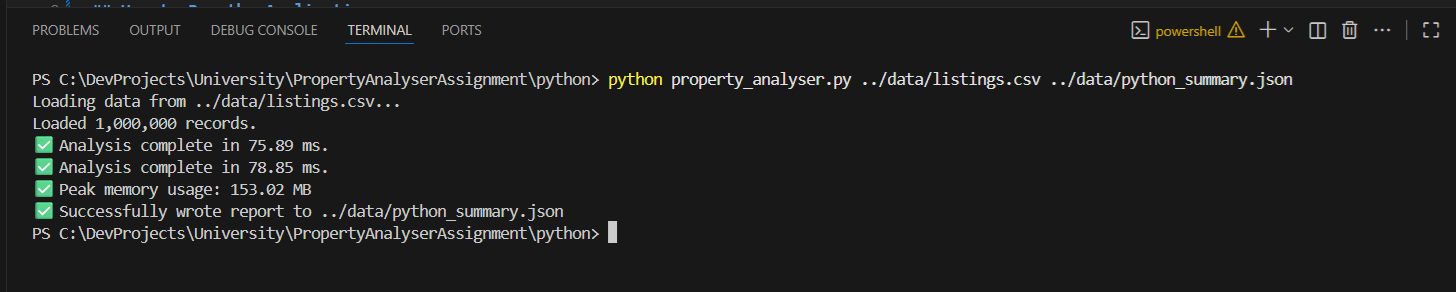 PROBLEMS OUTPUT DEBUG CONSOLE TERMINAL PORTS powershell
PS C:\DevProjects\University\PropertyAnalyserAssignment\python> python property_analyser.py ../data/listings.csv ../data/python_summary.json
Loading data from ../data/listings.csv...
Loaded 1,000,000 records.
✅ Analysis complete in 75.89 ms.
✅ Analysis complete in 78.85 ms.
✅ Peak memory usage: 153.02 MB
✅ Successfully wrote report to ../data/python_summary.json
PS C:\DevProjects\University\PropertyAnalyserAssignment\python>